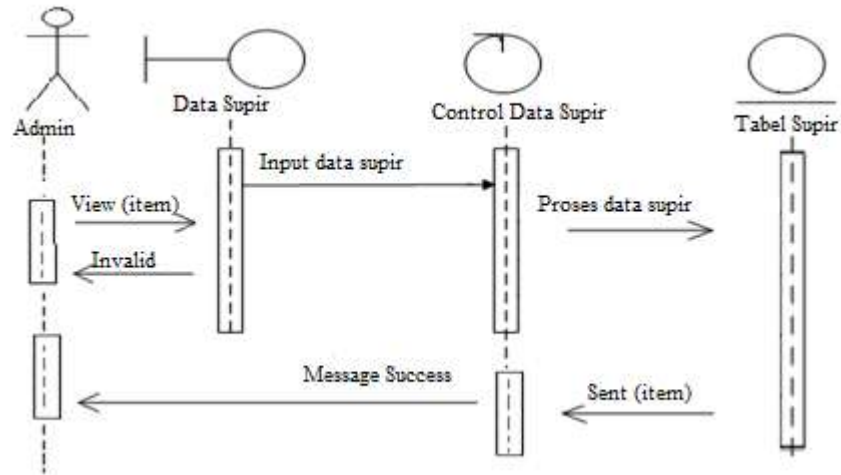 Admin
Data Supir
Control Data Supir
Tabel Supir
Input data supir
View (item)
Proses data supir
Invalid
Message Success
Sent (item)